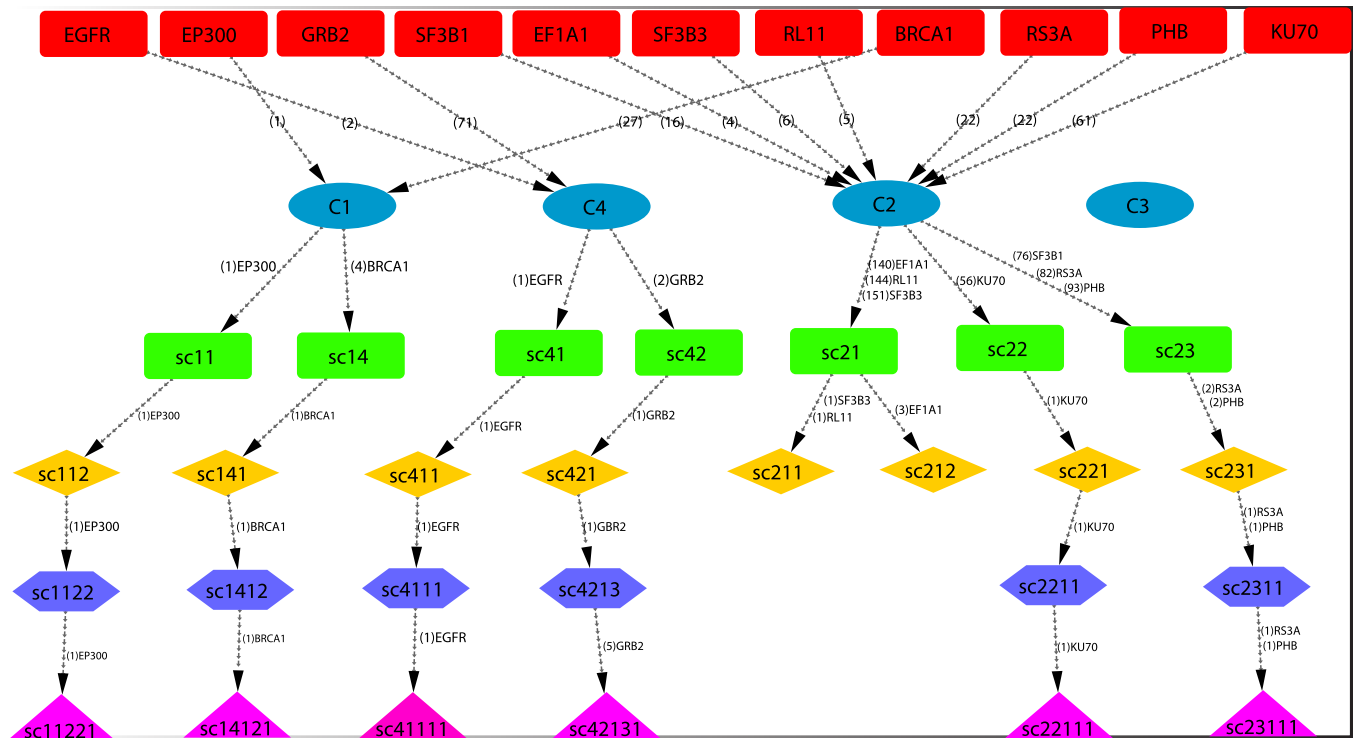 EGFR
EP300
GRB2
SF3B1
EF1A1
SF3B3
RL11
BRCA1
RS3A
PHB
KU70
(1)
(2)
(71)
(27)
(16)
(4)
(6)
(5)
(22)
(22)
(61)
C1
C4
C2
C3
(1)EP300
(4)BRCA1
(1)EGFR
(2)GRB2
(140)EF1A1
(144)RL11
(151)SF3B3
(56)KU70
(76)SF3B1
(82)RS3A
(93)PHB
sc11
sc14
sc41
sc42
sc21
sc22
sc23
(1)EP300
(1)BRCA1
(1)EGFR
(1)GRB2
(1)SF3B3
(1)RL11
(3)EF1A1
(1)KU70
(2)RS3A
(2)PHB
sc112
sc141
sc411
sc421
sc211
sc212
sc221
sc231
(1)EP300
(1)BRCA1
(1)EGFR
(1)GBR2
(1)KU70
(1)RS3A
(1)PHB
sc1122
sc1412
sc4111
sc4213
sc2211
sc2311
(1)EP300
(1)BRCA1
(1)EGFR
(5)GRB2
(1)KU70
(1)RS3A
(1)PHB
sc11221
sc14121
sc41111
sc42131
sc22111
sc23111